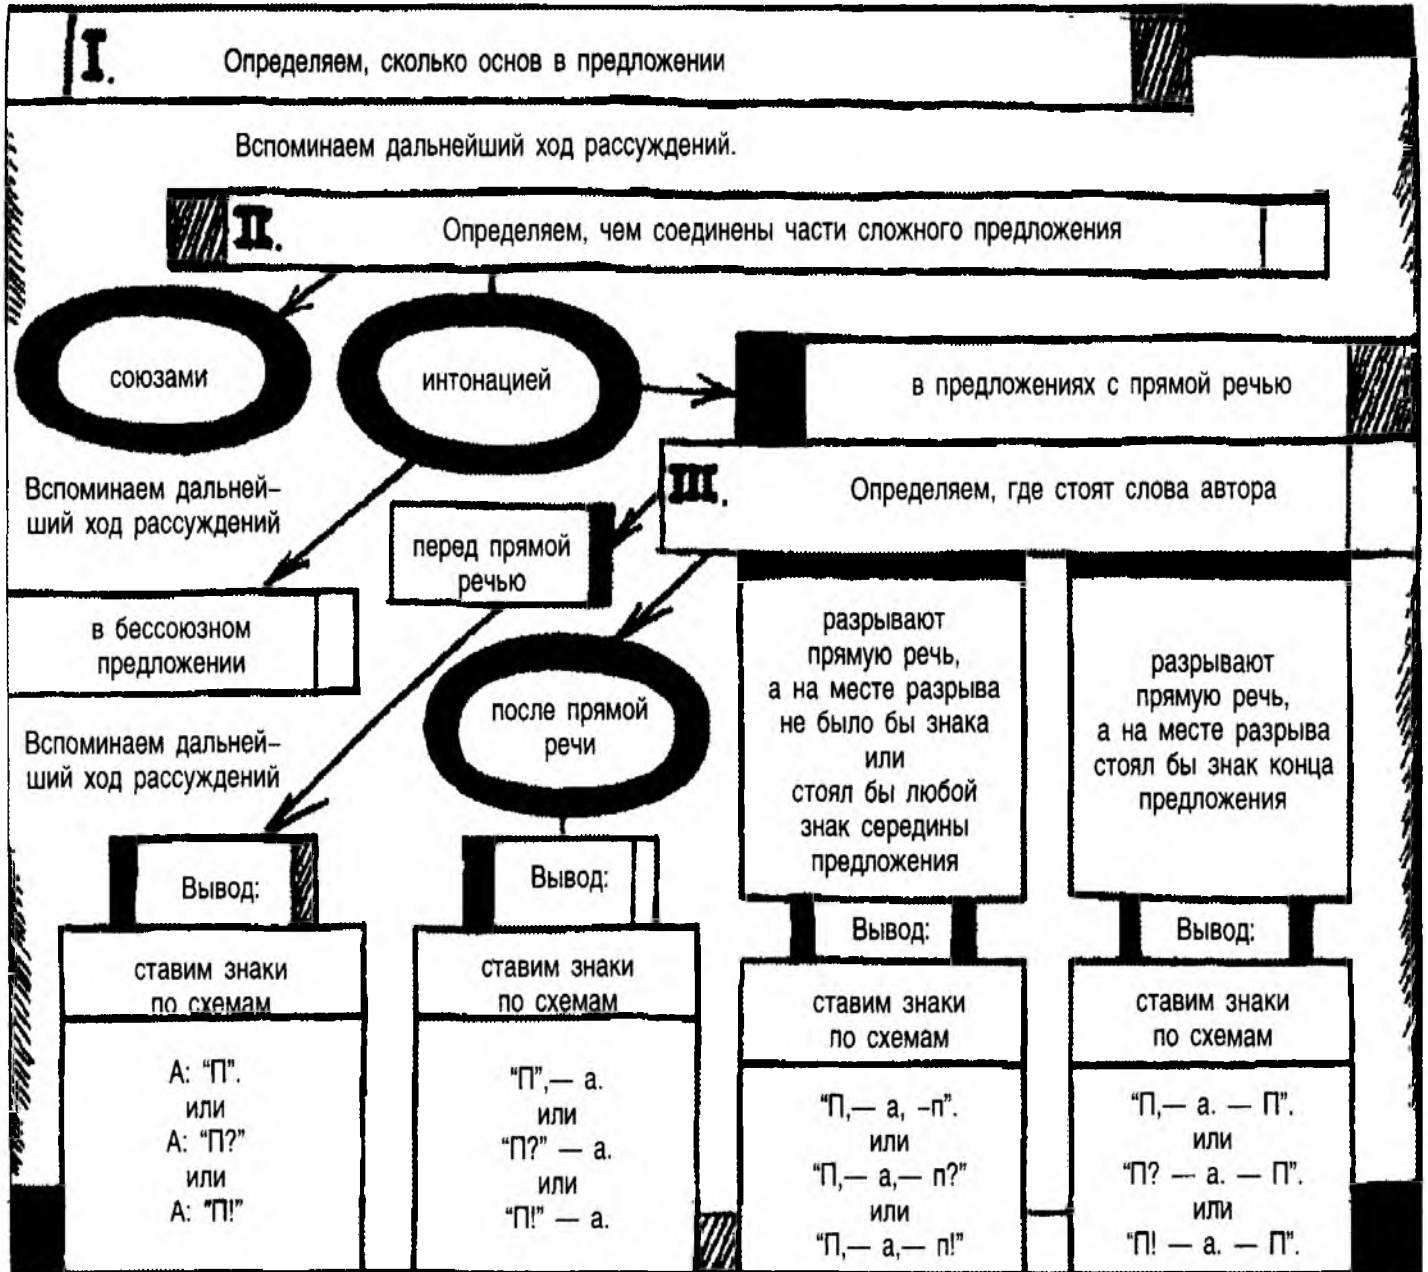 I.
Определяем, сколько основ в предложении
Вспоминаем дальнейший ход рассуждений.
II.
Определяем, чем соединены части сложного предложения
союзами
интонацией
в предложениях с прямой речью
Вспоминаем дальней–
ший ход рассуждений
III.
Определяем, где стоят слова автора
перед прямой
речью
в бессоюзном
предложении
Вспоминаем дальней–
ший ход рассуждений
после прямой
речи
разрывают
прямую речь,
а на месте разрыва
не было бы знака
или
стоял бы любой
знак середины
предложения
разрывают
прямую речь,
а на месте разрыва
стоял бы знак конца
предложения
Вывод:
ставим знаки
по схемам
А: “П”.
или
А: “П?”
или
А: “П!”
Вывод:
ставим знаки
по схемам
“П”,— а.
или
“П?” — а.
или
“П!” — а.
Вывод:
ставим знаки
по схемам
“П,— а, –п”.
или
“П,— а,— п?”
или
“П,— а,— п!”
Вывод:
ставим знаки
по схемам
“П,— а. — П”.
или
“П? — а. — П”.
или
“П! — а. — П”.